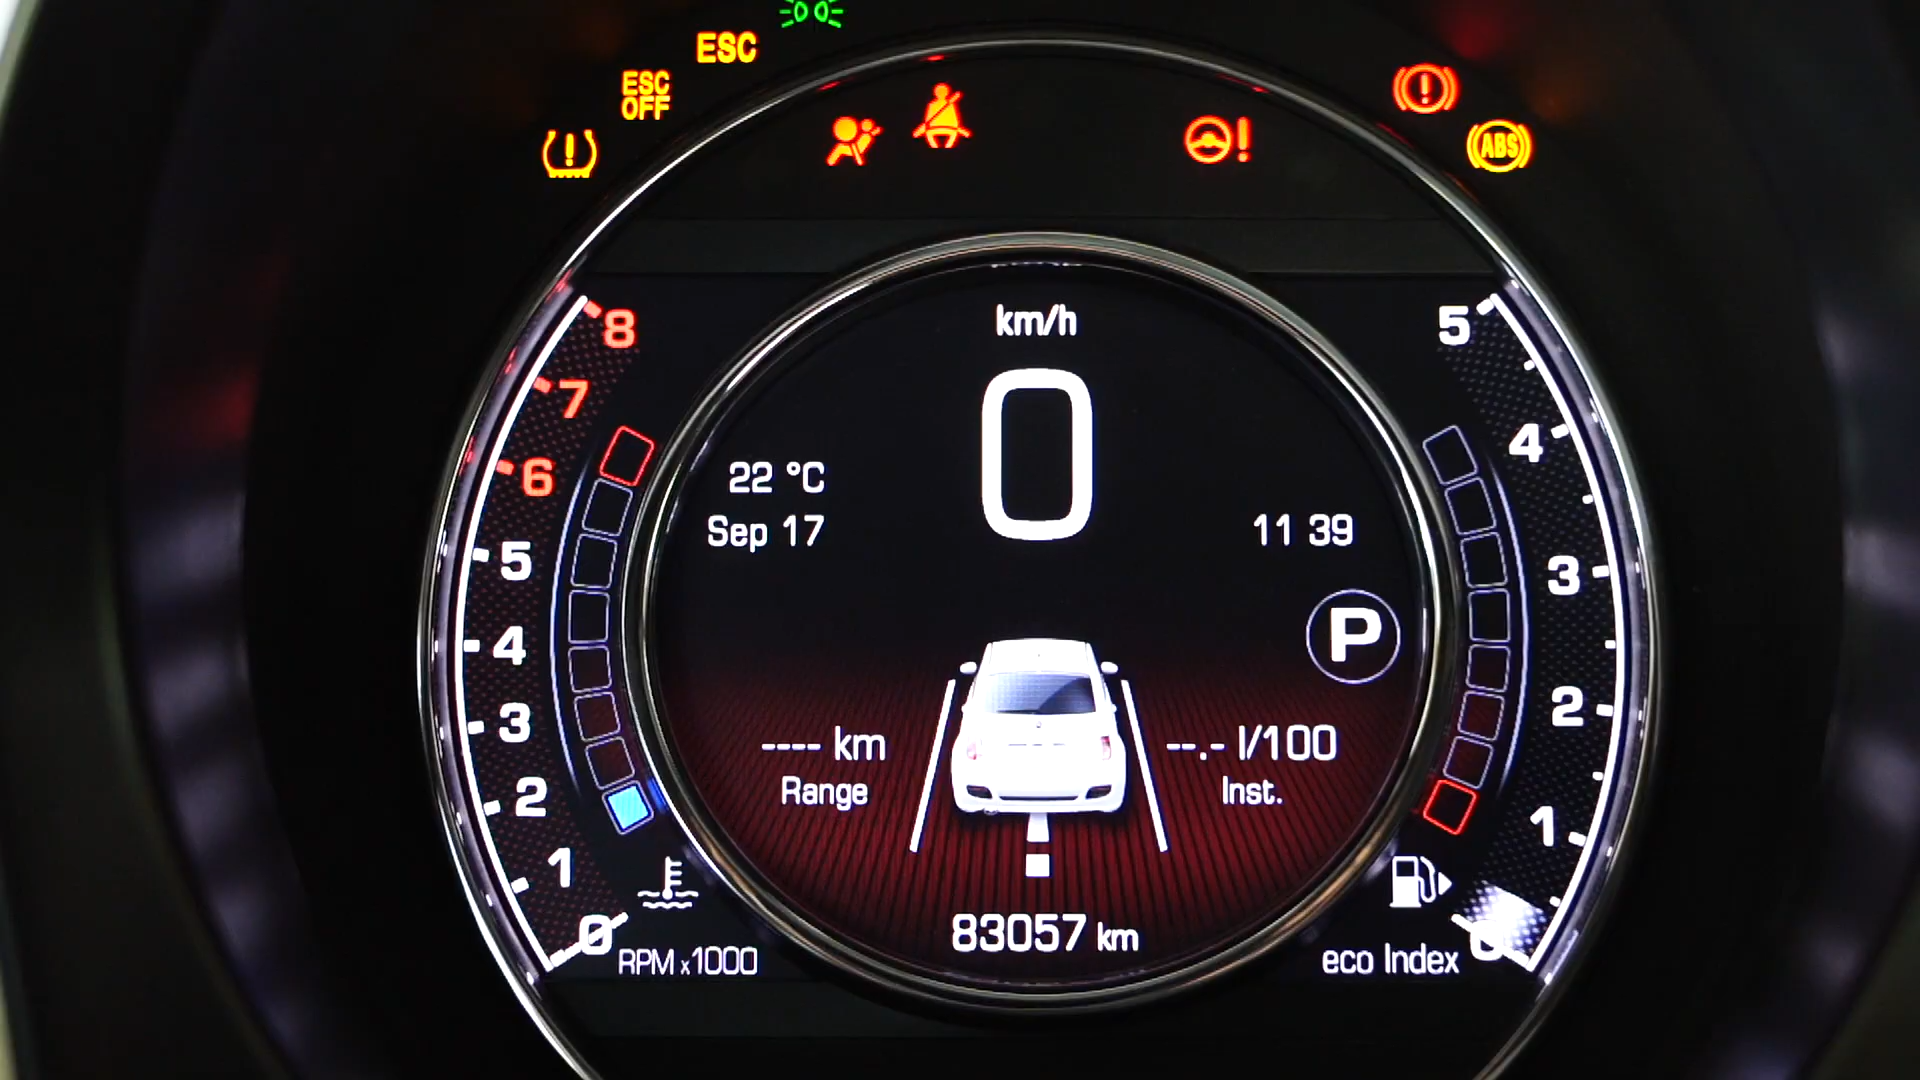 ESC
ESC
OFF
ABS
km/h
0
22 °C
Sep 17
11 39
P
---- km
Range
--.- l/100
Inst.
83057 km
8
7
6
5
4
3
2
1
0
RPM x1000
5
4
3
2
1
0
eco Index